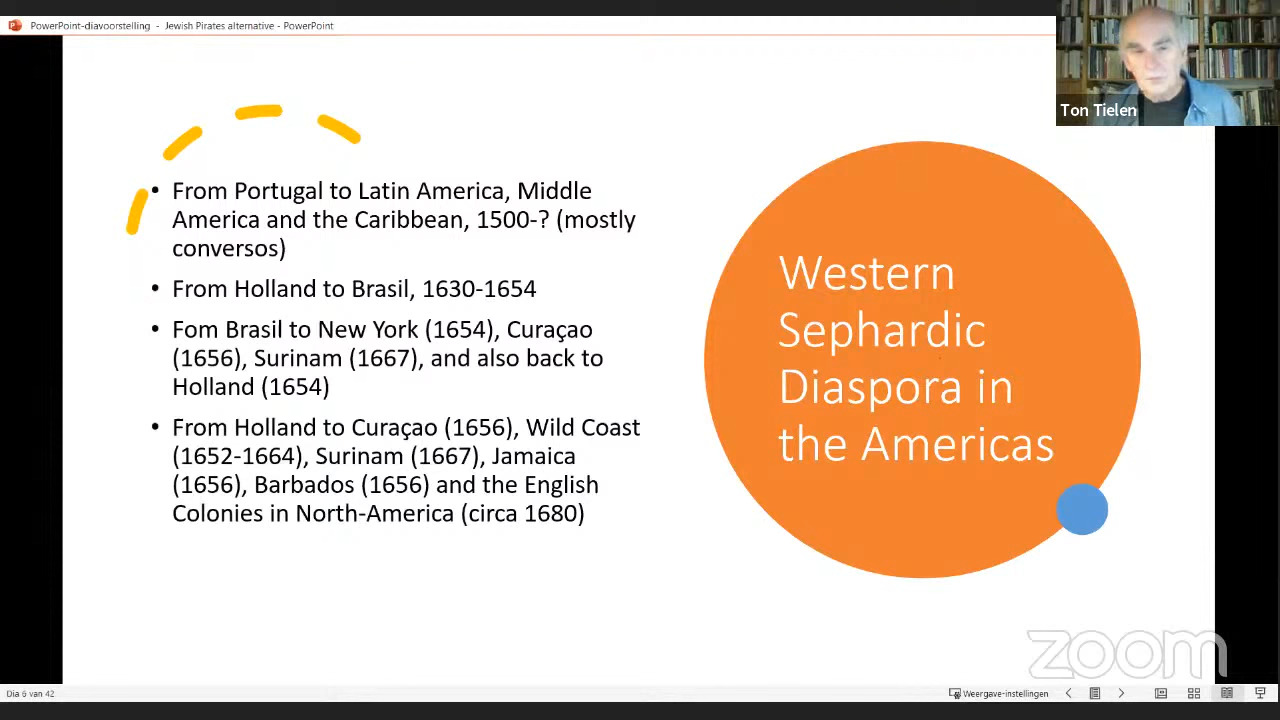 PowerPoint-diavoorstelling - Jewish Pirates alternative - PowerPoint
Ton Tielen
• From Portugal to Latin America, Middle
America and the Caribbean, 1500-? (mostly
conversos)
• From Holland to Brasil, 1630-1654
• Fom Brasil to New York (1654), Curaçao
(1656), Surinam (1667), and also back to
Holland (1654)
• From Holland to Curaçao (1656), Wild Coast
(1652-1664), Surinam (1667), Jamaica
(1656), Barbados (1656) and the English
Colonies in North-America (circa 1680)
Western
Sephardic
Diaspora in
the Americas
zoom
Dia 6 van 42
Weergave-instellingen